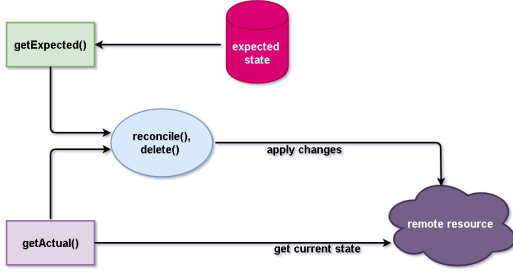 getExpected()
expected
state
reconcile(),
delete()
apply changes
remote resource
getActual()
get current state